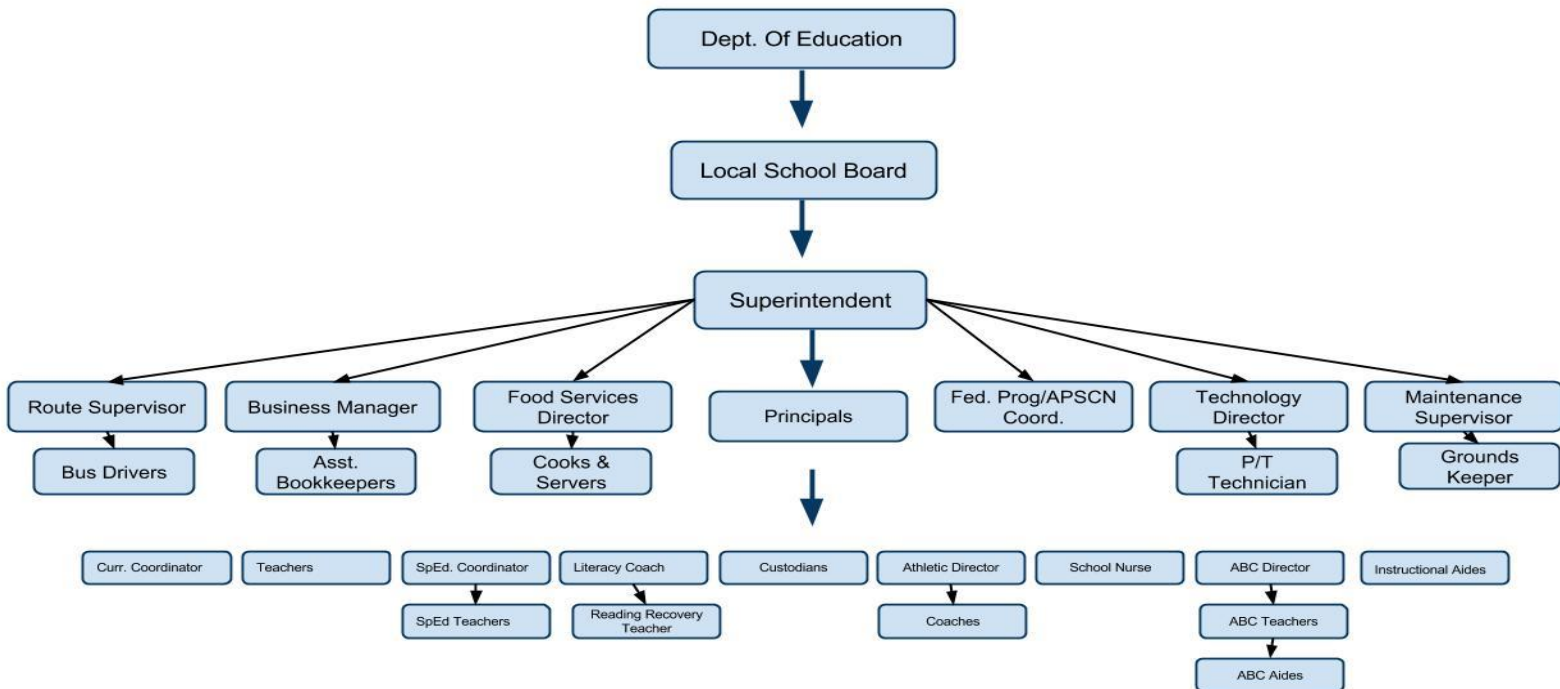 Dept. Of Education
Local School Board
Superintendent
Route Supervisor
Business Manager
Food Services
Director
Principals
Fed. Prog/APSCN
Coord.
Technology
Director
Maintenance
Supervisor
Bus Drivers
Asst.
Bookkeepers
Cooks &
Servers
P/T
Technician
Grounds
Keeper
Curr. Coordinator
Teachers
SpEd. Coordinator
Literacy Coach
Custodians
Athletic Director
School Nurse
ABC Director
Instructional Aides
SpEd Teachers
Reading Recovery
Teacher
Coaches
ABC Teachers
ABC Aides